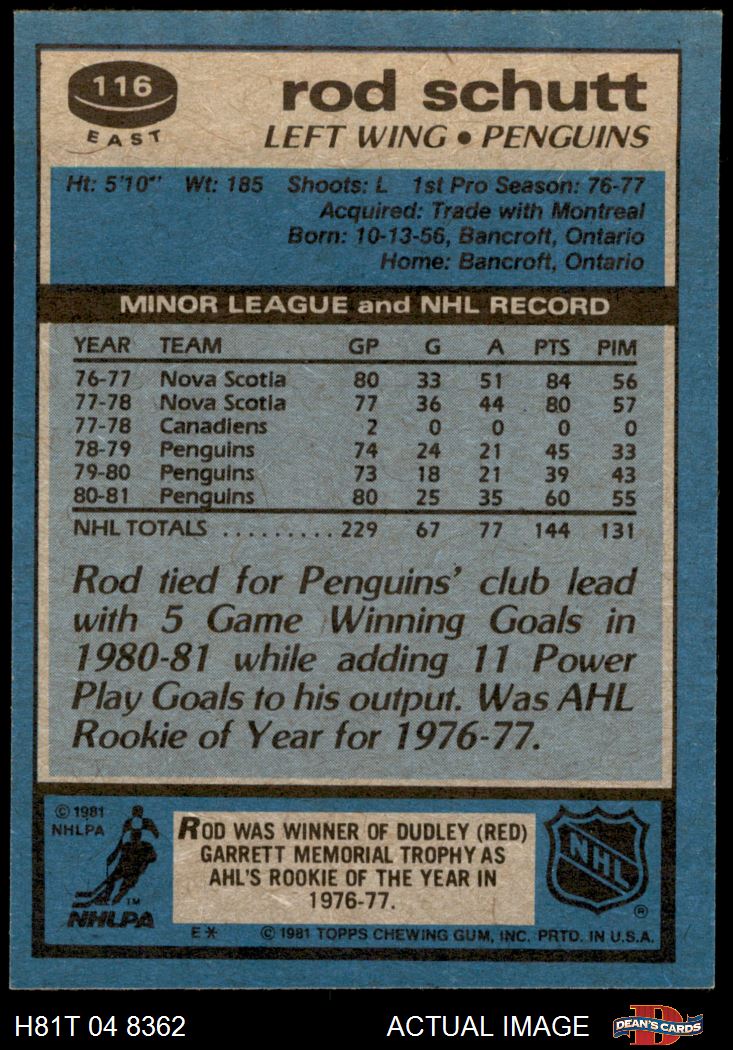 116
EAST
rod schutt
LEFT WING • PENGUINS
Ht: 5'10" Wt: 185 Shoots: L 1st Pro Season: 76-77
Acquired: Trade with Montreal
Born: 10-13-56, Bancroft, Ontario
Home: Bancroft, Ontario
MINOR LEAGUE and NHL RECORD
YEAR TEAM GP G A PTS PIM
76-77 Nova Scotia 80 33 51 84 56
77-78 Nova Scotia 77 36 44 80 57
77-78 Canadiens 2 0 0 0 0
78-79 Penguins 74 24 21 45 33
79-80 Penguins 73 18 21 39 43
80-81 Penguins 80 25 35 60 55
NHL TOTALS .......... 229 67 77 144 131
Rod tied for Penguins' club lead
with 5 Game Winning Goals in
1980-81 while adding 11 Power
Play Goals to his output. Was AHL
Rookie of Year for 1976-77.
© 1981
NHLPA
TM
NHLPA
ROD WAS WINNER OF DUDLEY (RED)
GARRETT MEMORIAL TROPHY AS
AHL'S ROOKIE OF THE YEAR IN
1976-77.
NHL
®
E* © 1981 TOPPS CHEWING GUM, INC. PRTD. IN U.S.A.
H81T 04 8362 ACTUAL IMAGE
D
DEAN'S CARDS